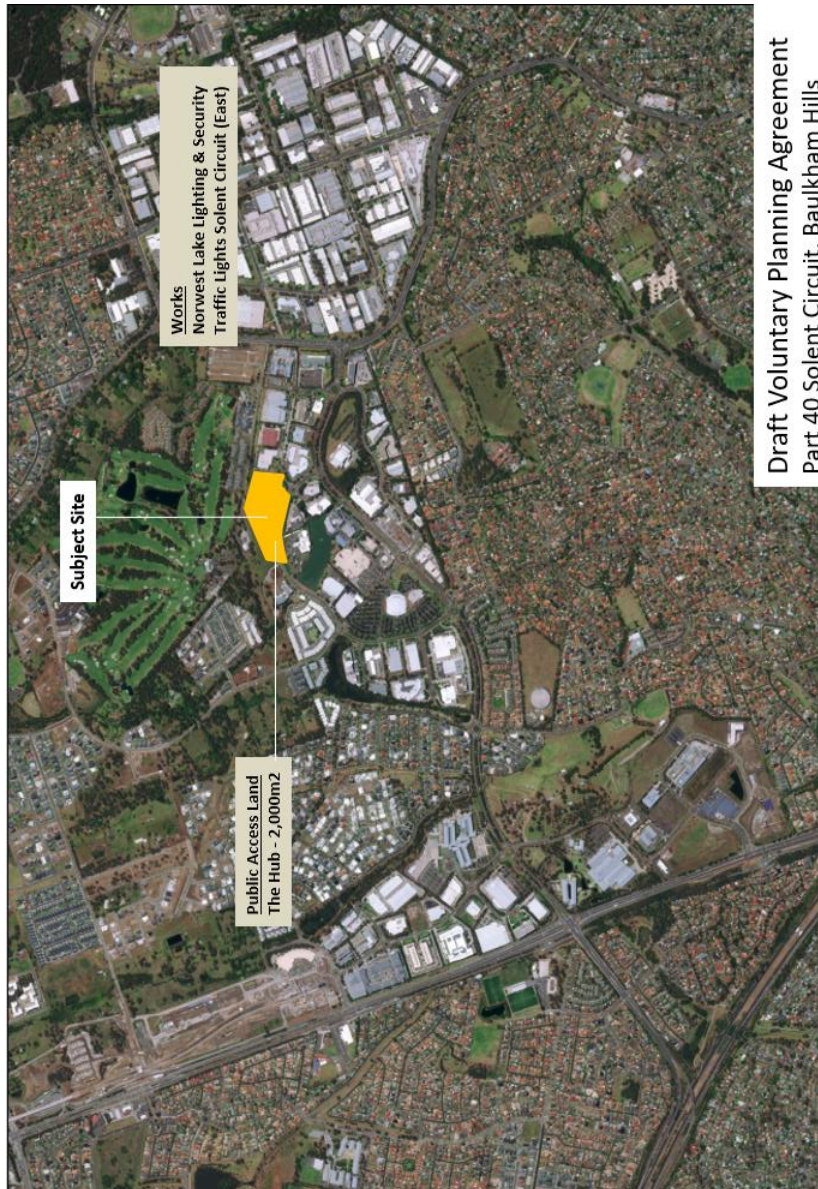 Public Access Land
The Hub - 2,000m2
Subject Site
Works
Norwest Lake Lighting & Security
Traffic Lights Solent Circuit (East)
Draft Voluntary Planning Agreement
Part 40 Solent Circuit, Baulkham Hills